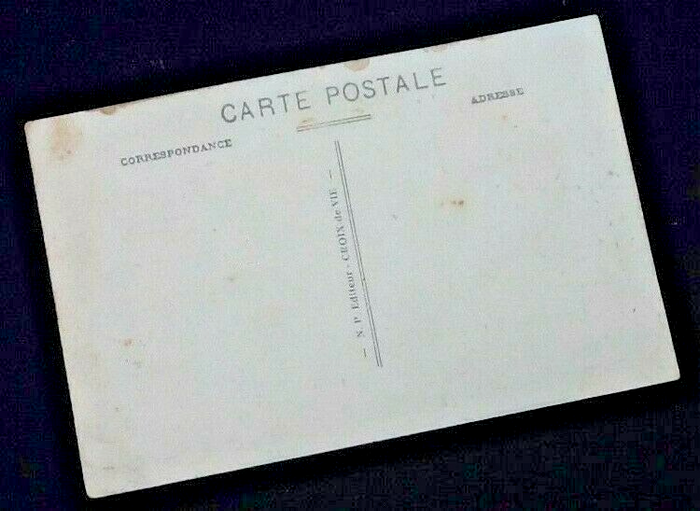 CARTE POSTALE
CORRESPONDANCE
ADRESSE
— N P Editeur - CROIX de VIE —